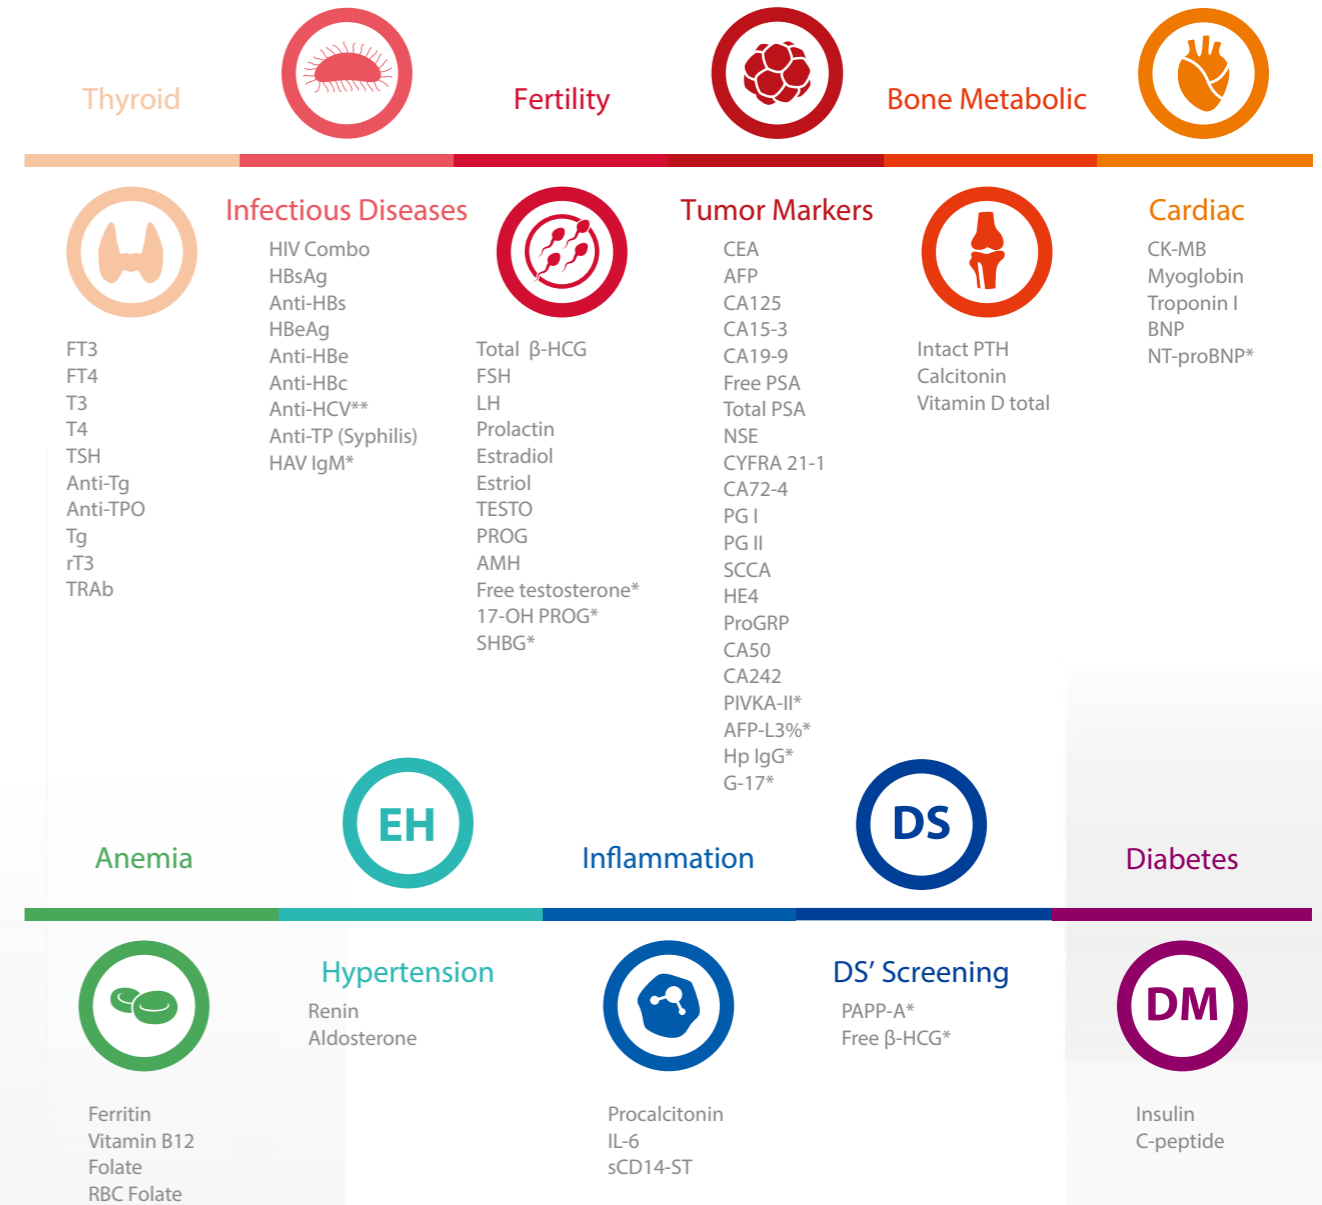 Thyroid
FT3
FT4
T3
T4
TSH
Anti-Tg
Anti-TPO
Tg
rT3
TRAb
Infectious Diseases
HIV Combo
HBsAg
Anti-HBs
HBeAg
Anti-HBe
Anti-HBc
Anti-HCV**
Anti-TP (Syphilis)
HAV IgM*
Fertility
Total β-HCG
FSH
LH
Prolactin
Estradiol
Estriol
TESTO
PROG
AMH
Free testosterone*
17-OH PROG*
SHBG*
Tumor Markers
CEA
AFP
CA125
CA15-3
CA19-9
Free PSA
Total PSA
NSE
CYFRA 21-1
CA72-4
PG I
PG II
SCCA
HE4
ProGRP
CA50
CA242
PIVKA-II*
AFP-L3%*
Hp IgG*
G-17*
Bone Metabolic
Intact PTH
Calcitonin
Vitamin D total
Cardiac
CK-MB
Myoglobin
Troponin I
BNP
NT-proBNP*
Anemia
Ferritin
Vitamin B12
Folate
RBC Folate
EH
Hypertension
Renin
Aldosterone
Inflammation
Procalcitonin
IL-6
sCD14-ST
DS
DS’ Screening
PAPP-A*
Free β-HCG*
Diabetes
DM
Insulin
C-peptide